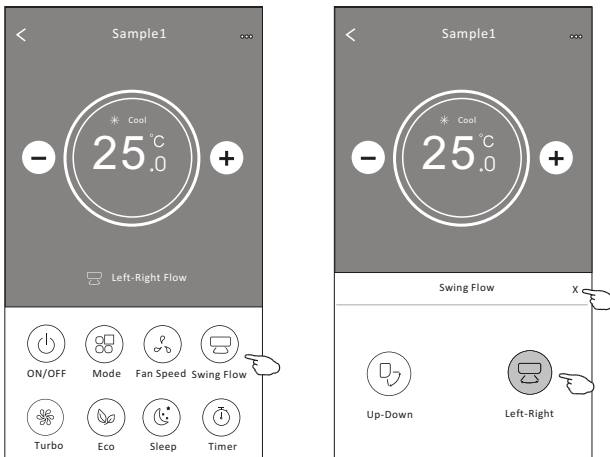 Sample1
Cool
25.0 °C
Left-Right Flow
ON/OFF Mode Fan Speed Swing Flow
Turbo Eco Sleep Timer
Sample1
Cool
25.0 °C
Swing Flow X
Up-Down Left-Right